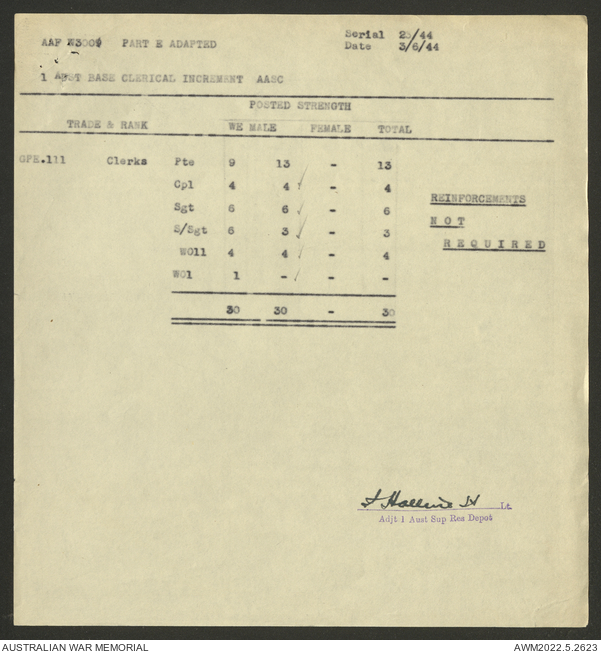 AAF W3009 PART E ADAPTED
Serial 23/44
Date 3/6/44
1 AUST BASE CLERICAL INCREMENT AASC
POSTED STRENGTH
TRADE & RANK WE MALE FEMALE TOTAL
GPE.111 Clerks Pte 9 13 - 13
Cpl 4 4 ✓ - 4
Sgt 6 6 ✓ - 6
S/Sgt 6 3 ✓ - 3
WO11 4 4 ✓ - 4
WO1 1 - ✓ - -
30 30 - 30
REINFORCEMENTS
N O T
R E Q U I R E D
Lt
Adjt 1 Aust Sup Res Depot
AUSTRALIAN WAR MEMORIAL AWM2022.5.2623